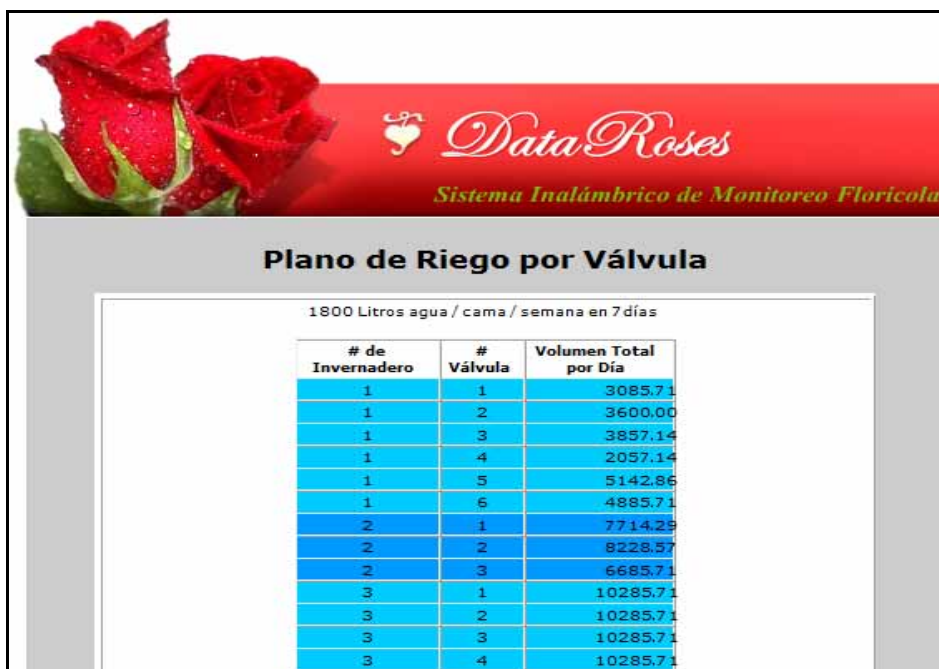 DataRoses
Sistema Inalámbrico de Monitoreo Floricola
Plano de Riego por Válvula
1800 Litros agua / cama / semana en 7 días
# de Invernadero # Válvula Volumen Total por Día
1 1 3085.71
1 2 3600.00
1 3 3857.14
1 4 2057.14
1 5 5142.86
1 6 4885.71
2 1 7714.29
2 2 8228.57
2 3 6685.71
3 1 10285.71
3 2 10285.71
3 3 10285.71
3 4 10285.71